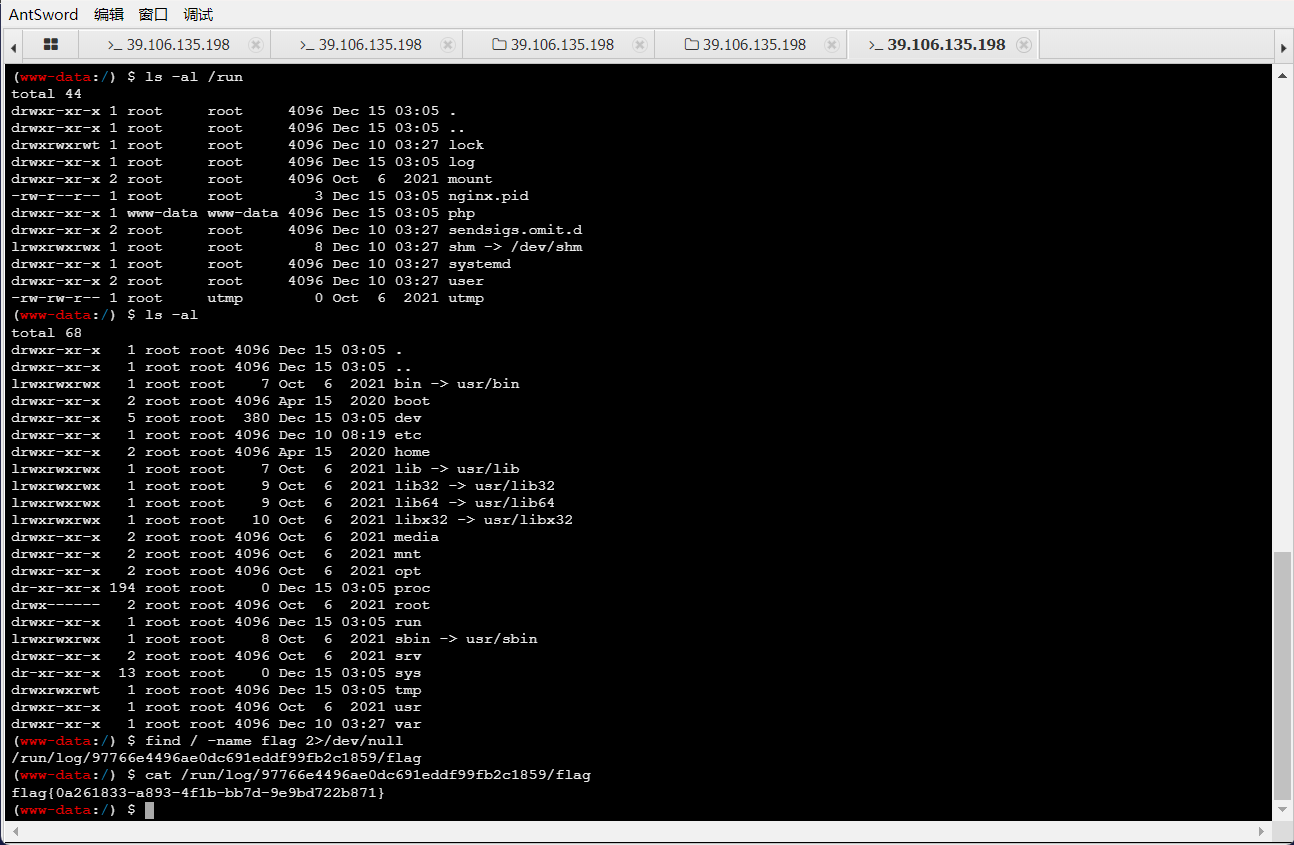 AntSword 编辑 窗口 调试
>_ 39.106.135.198 >_ 39.106.135.198 39.106.135.198 39.106.135.198 >_ 39.106.135.198
(www-data:/) $ ls -al /run
total 44
drwxr-xr-x 1 root     root     4096 Dec 15 03:05 .
drwxr-xr-x 1 root     root     4096 Dec 15 03:05 ..
drwxrwxrwt 1 root     root     4096 Dec 10 03:27 lock
drwxr-xr-x 1 root     root     4096 Dec 15 03:05 log
drwxr-xr-x 2 root     root     4096 Oct  6  2021 mount
-rw-r--r-- 1 root     root        3 Dec 15 03:05 nginx.pid
drwxr-xr-x 1 www-data www-data 4096 Dec 15 03:05 php
drwxr-xr-x 2 root     root     4096 Dec 10 03:27 sendsigs.omit.d
lrwxrwxrwx 1 root     root        8 Dec 10 03:27 shm -> /dev/shm
drwxr-xr-x 1 root     root     4096 Dec 10 03:27 systemd
drwxr-xr-x 2 root     root     4096 Dec 10 03:27 user
-rw-rw-r-- 1 root     utmp        0 Oct  6  2021 utmp
(www-data:/) $ ls -al
total 68
drwxr-xr-x   1 root root 4096 Dec 15 03:05 .
drwxr-xr-x   1 root root 4096 Dec 15 03:05 ..
lrwxrwxrwx   1 root root    7 Oct  6  2021 bin -> usr/bin
drwxr-xr-x   2 root root 4096 Apr 15  2020 boot
drwxr-xr-x   5 root root  380 Dec 15 03:05 dev
drwxr-xr-x   1 root root 4096 Dec 10 08:19 etc
drwxr-xr-x   2 root root 4096 Apr 15  2020 home
lrwxrwxrwx   1 root root    7 Oct  6  2021 lib -> usr/lib
lrwxrwxrwx   1 root root    9 Oct  6  2021 lib32 -> usr/lib32
lrwxrwxrwx   1 root root    9 Oct  6  2021 lib64 -> usr/lib64
lrwxrwxrwx   1 root root   10 Oct  6  2021 libx32 -> usr/libx32
drwxr-xr-x   2 root root 4096 Oct  6  2021 media
drwxr-xr-x   2 root root 4096 Oct  6  2021 mnt
drwxr-xr-x   2 root root 4096 Oct  6  2021 opt
dr-xr-xr-x 194 root root    0 Dec 15 03:05 proc
drwx------   2 root root 4096 Oct  6  2021 root
drwxr-xr-x   1 root root 4096 Dec 15 03:05 run
lrwxrwxrwx   1 root root    8 Oct  6  2021 sbin -> usr/sbin
drwxr-xr-x   2 root root 4096 Oct  6  2021 srv
dr-xr-xr-x  13 root root    0 Dec 15 03:05 sys
drwxrwxrwt   1 root root 4096 Dec 15 03:05 tmp
drwxr-xr-x   1 root root 4096 Oct  6  2021 usr
drwxr-xr-x   1 root root 4096 Dec 10 03:27 var
(www-data:/) $ find / -name flag 2>/dev/null
/run/log/97766e4496ae0dc691eddf99fb2c1859/flag
(www-data:/) $ cat /run/log/97766e4496ae0dc691eddf99fb2c1859/flag
flag{0a261833-a893-4f1b-bb7d-9e9bd722b871}
(www-data:/) $